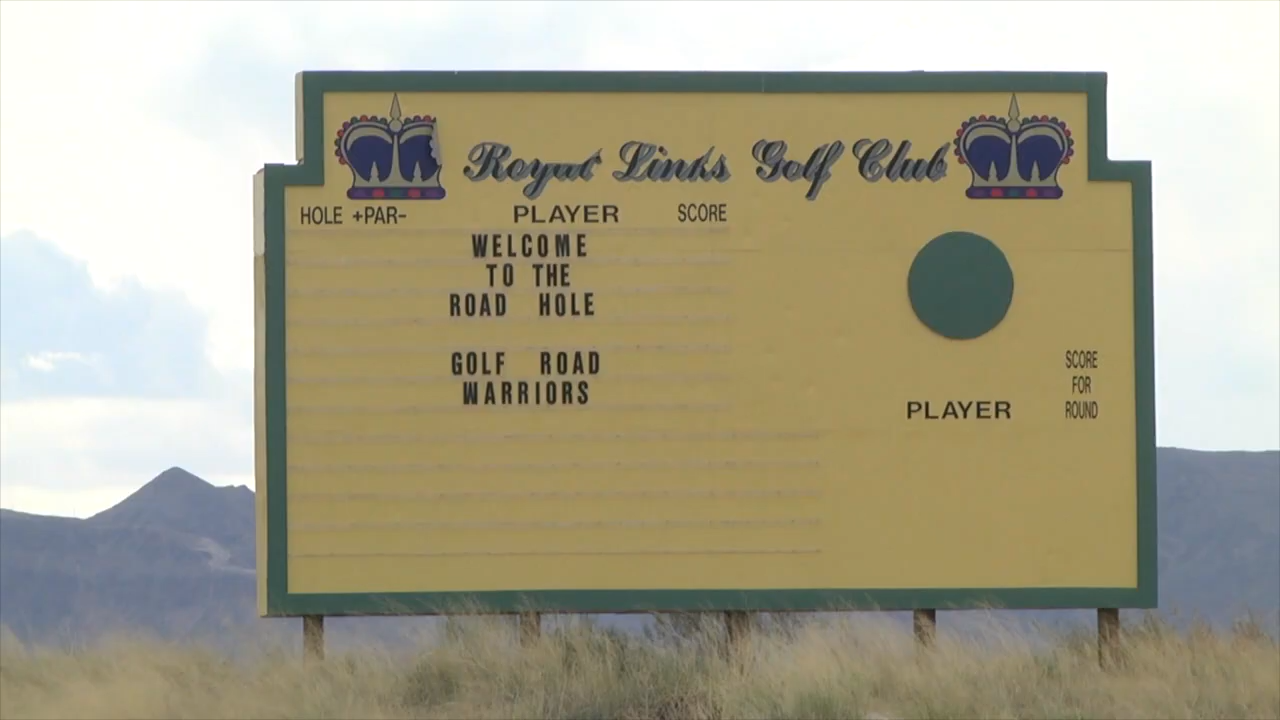 Royal Links Golf Club
HOLE +PAR- PLAYER SCORE
WELCOME
TO THE
ROAD HOLE
GOLF ROAD
WARRIORS
PLAYER
SCORE
FOR
ROUND